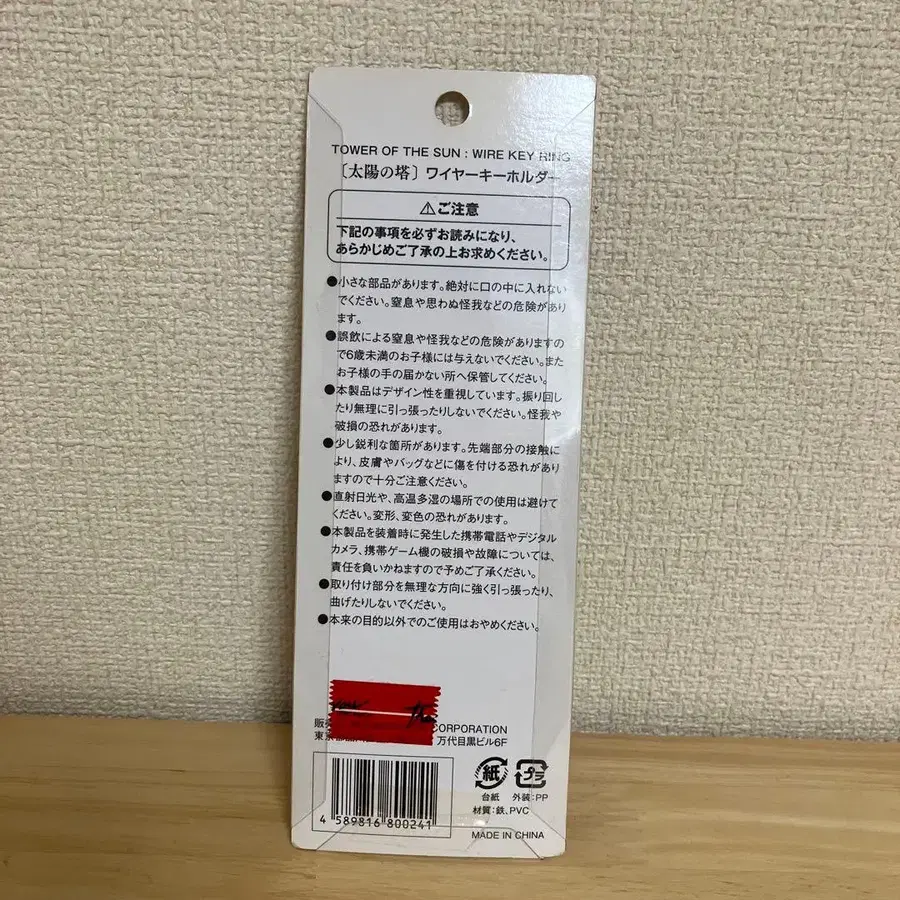 TOWER OF THE SUN : WIRE KEY RING
〔太陽の塔〕ワイヤーキーホルダー
⚠ご注意
下記の事項を必ずお読みになり、
あらかじめご了承の上お求めください。
●小さな部品があります。絶対に口の中に入れない
でください。窒息や思わぬ怪我などの危険があり
ます。
●誤飲による窒息や怪我などの危険がありますの
で6歳未満のお子様には与えないでください。また
お子様の手の届かない所へ保管してください。
●本製品はデザイン性を重視しています。振り回し
たり無理に引っ張ったりしないでください。怪我や
破損の恐れがあります。
●少し鋭利な箇所があります。先端部分の接触に
より、皮膚やバッグなどに傷を付ける恐れがあり
ますので十分ご注意ください。
●直射日光や、高温多湿の場所での使用は避けて
ください。変形、変色の恐れがあります。
●本製品を装着時に発生した携帯電話やデジタル
カメラ、携帯ゲーム機の破損や故障については、
責任を負いかねますので予めご了承ください。
●取り付け部分を無理な方向に強く引っ張ったり、
曲げたりしないでください。
●本来の目的以外でのご使用はおやめください。
販売 CORPORATION
東京 万代目黒ビル6F
紙 プラ
台紙 外装:PP
材質:鉄、PVC
4 589816 800241
MADE IN CHINA